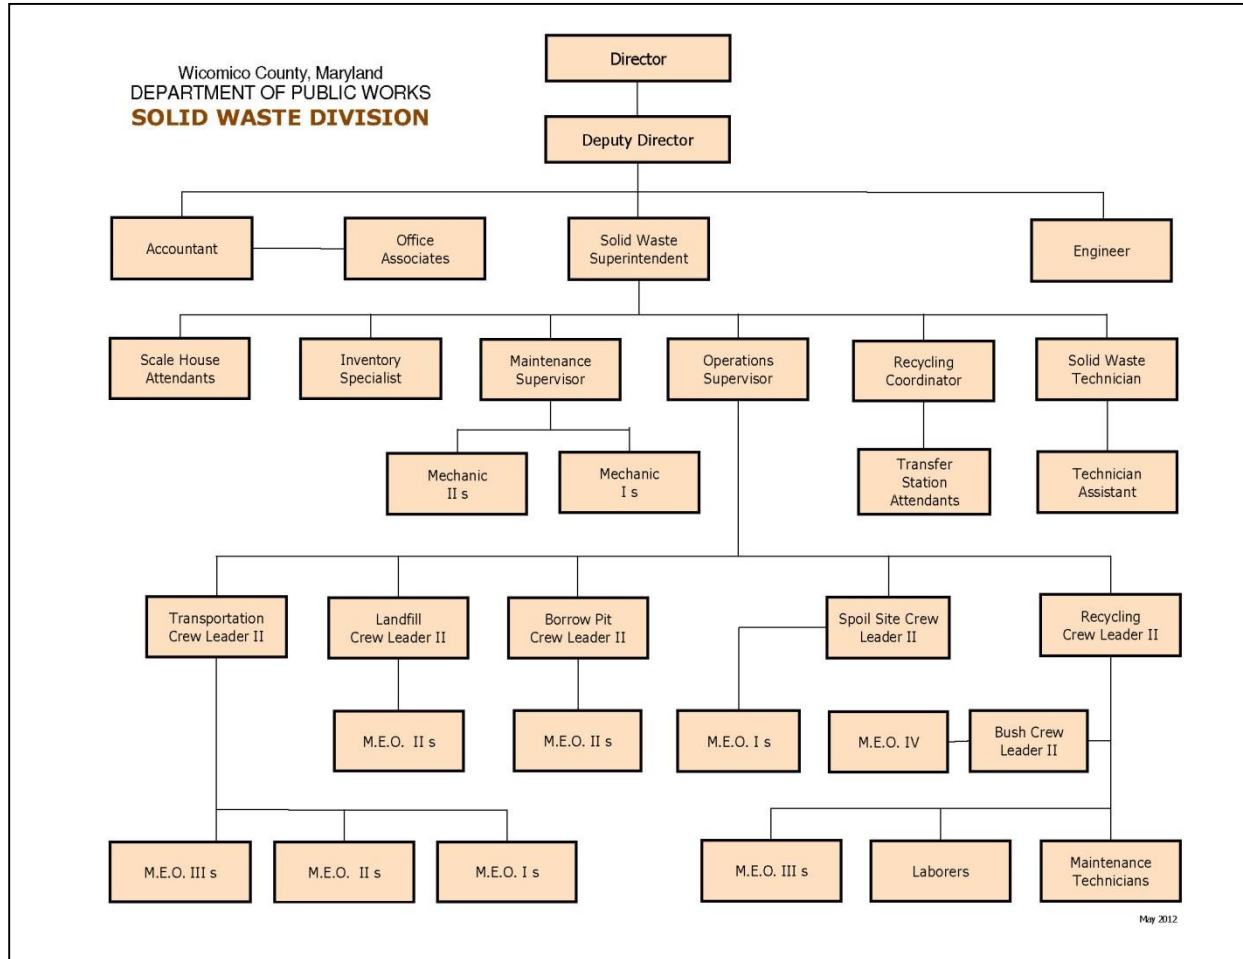 Wicomico County, Maryland
DEPARTMENT OF PUBLIC WORKS
SOLID WASTE DIVISION
Director
Deputy Director
Accountant
Office
Associates
Solid Waste
Superintendent
Engineer
Scale House
Attendants
Inventory
Specialist
Maintenance
Supervisor
Operations
Supervisor
Recycling
Coordinator
Solid Waste
Technician
Mechanic
II s
Mechanic
I s
Transfer
Station
Attendants
Technician
Assistant
Transportation
Crew Leader II
Landfill
Crew Leader II
Borrow Pit
Crew Leader II
Spoil Site Crew
Leader II
Recycling
Crew Leader II
M.E.O. II s
M.E.O. II s
M.E.O. I s
M.E.O. IV
Bush Crew
Leader II
M.E.O. III s
M.E.O. II s
M.E.O. I s
M.E.O. III s
Laborers
Maintenance
Technicians
May 2012